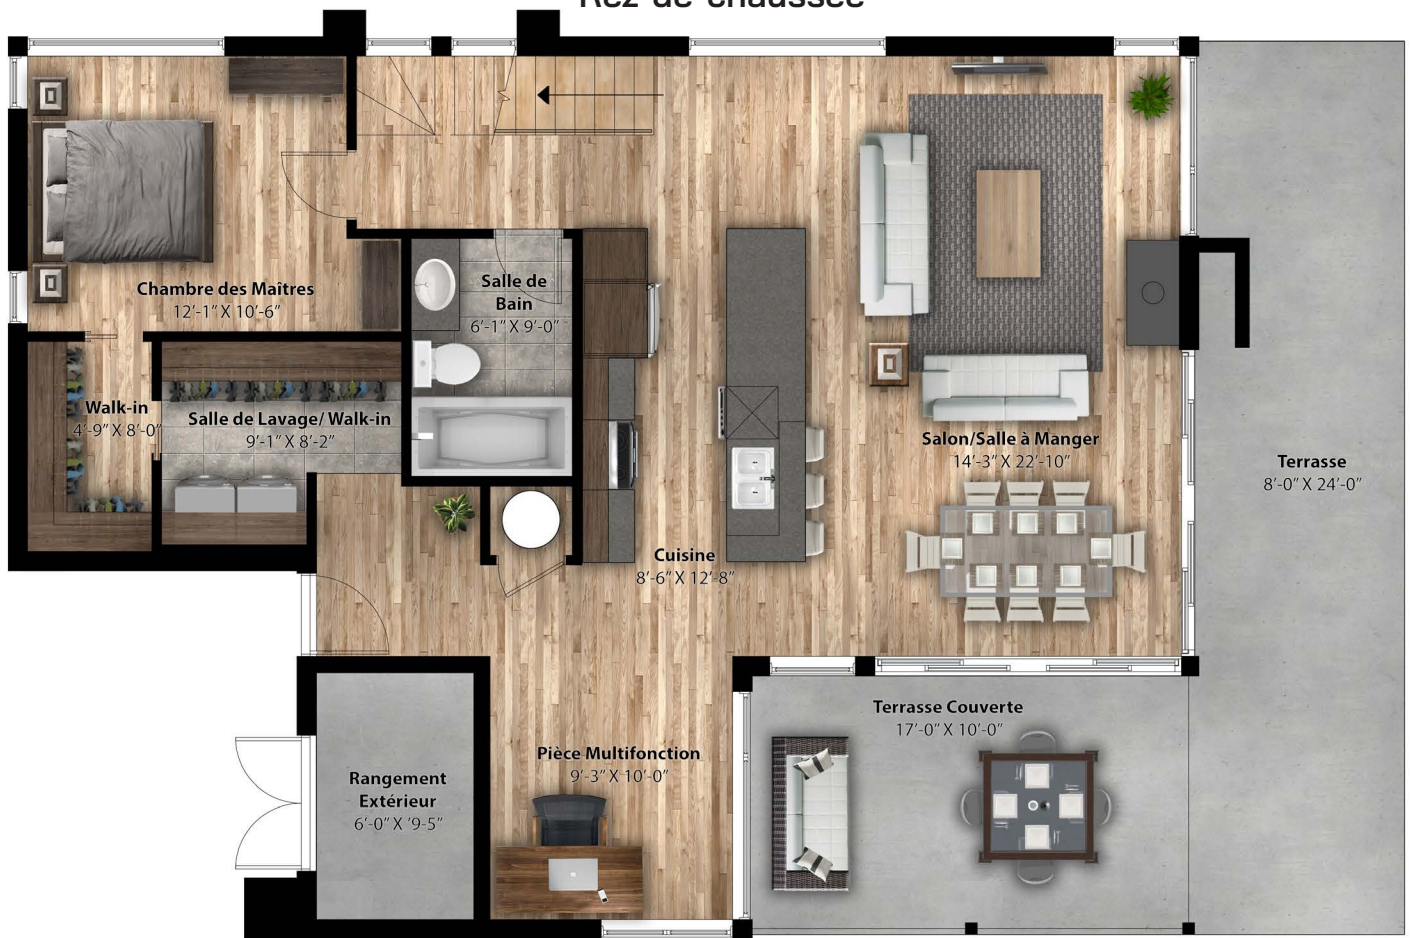 Rez-de-chaussée
Chambre des Maîtres
12'-1" X 10'-6"
Salle de
Bain
6'-1" X 9'-0"
Walk-in
4'-9" X 8'-0"
Salle de Lavage/ Walk-in
9'-1" X 8'-2"
Salon/Salle à Manger
14'-3" X 22'-10"
Terrasse
8'-0" X 24'-0"
Cuisine
8'-6" X 12'-8"
Terrasse Couverte
17'-0" X 10'-0"
Pièce Multifonction
9'-3" X 10'-0"
Rangement
Extérieur
6'-0" X '9-5"